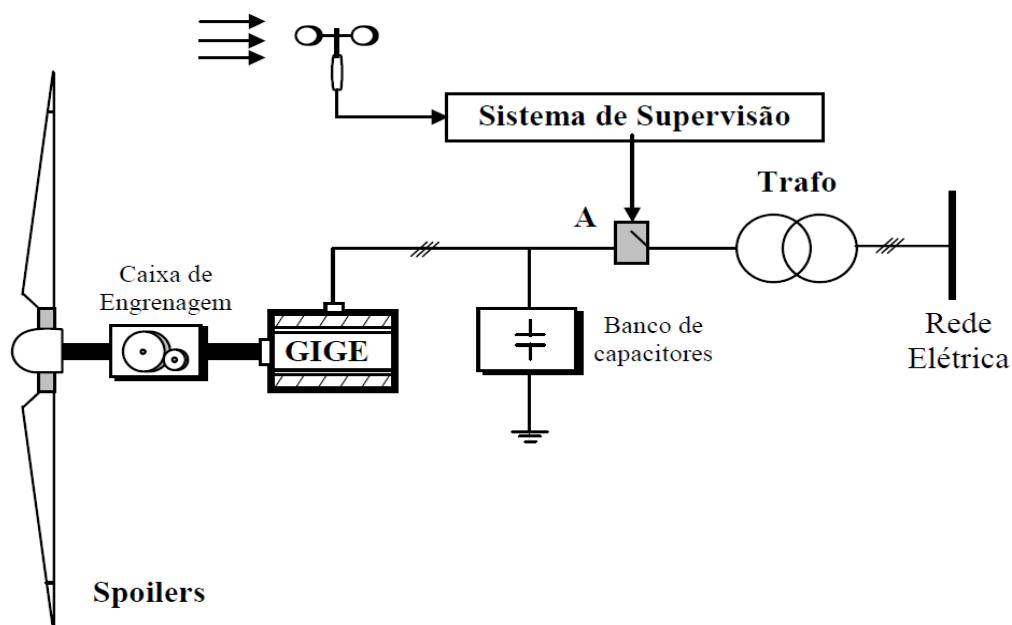 Sistema de Supervisão
Trafo
A
Caixa de
Engrenagem
GIGE
Banco de
capacitores
Rede
Elétrica
Spoilers